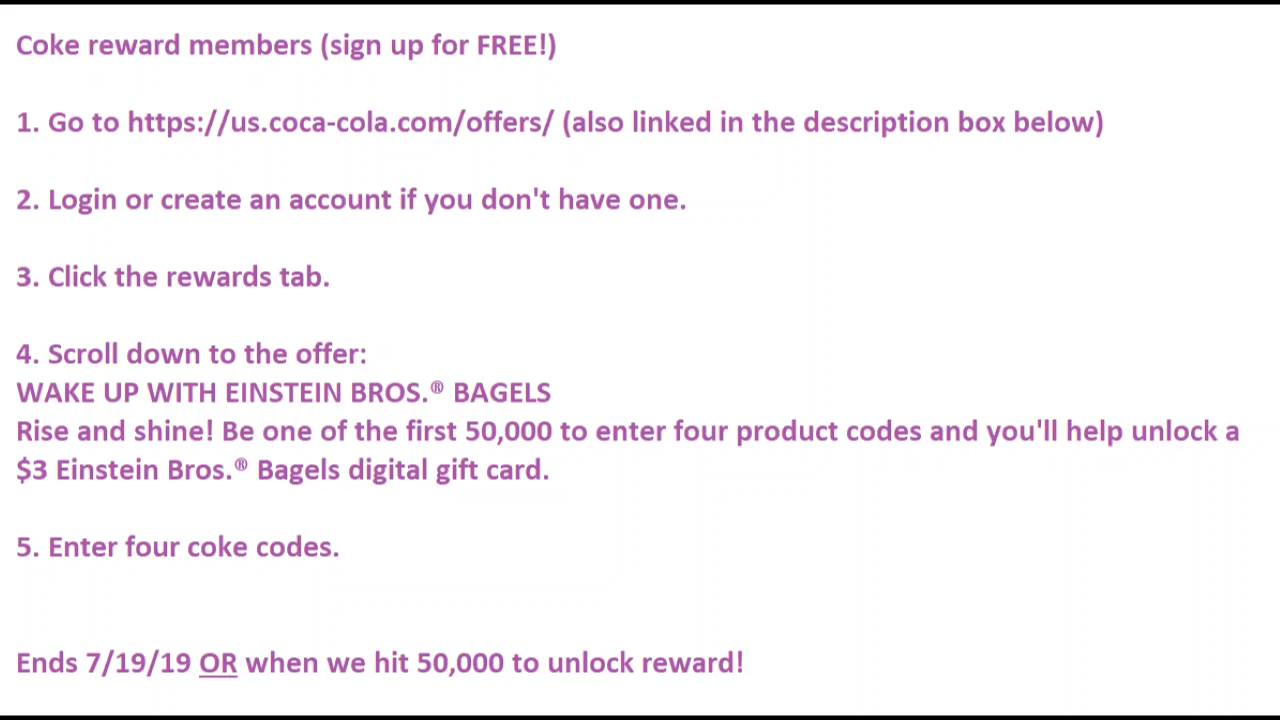 Coke reward members (sign up for FREE!)
1. Go to https://us.coca-cola.com/offers/ (also linked in the description box below)
2. Login or create an account if you don't have one.
3. Click the rewards tab.
4. Scroll down to the offer:
WAKE UP WITH EINSTEIN BROS.® BAGELS
Rise and shine! Be one of the first 50,000 to enter four product codes and you'll help unlock a
$3 Einstein Bros.® Bagels digital gift card.
5. Enter four coke codes.
Ends 7/19/19 OR when we hit 50,000 to unlock reward!